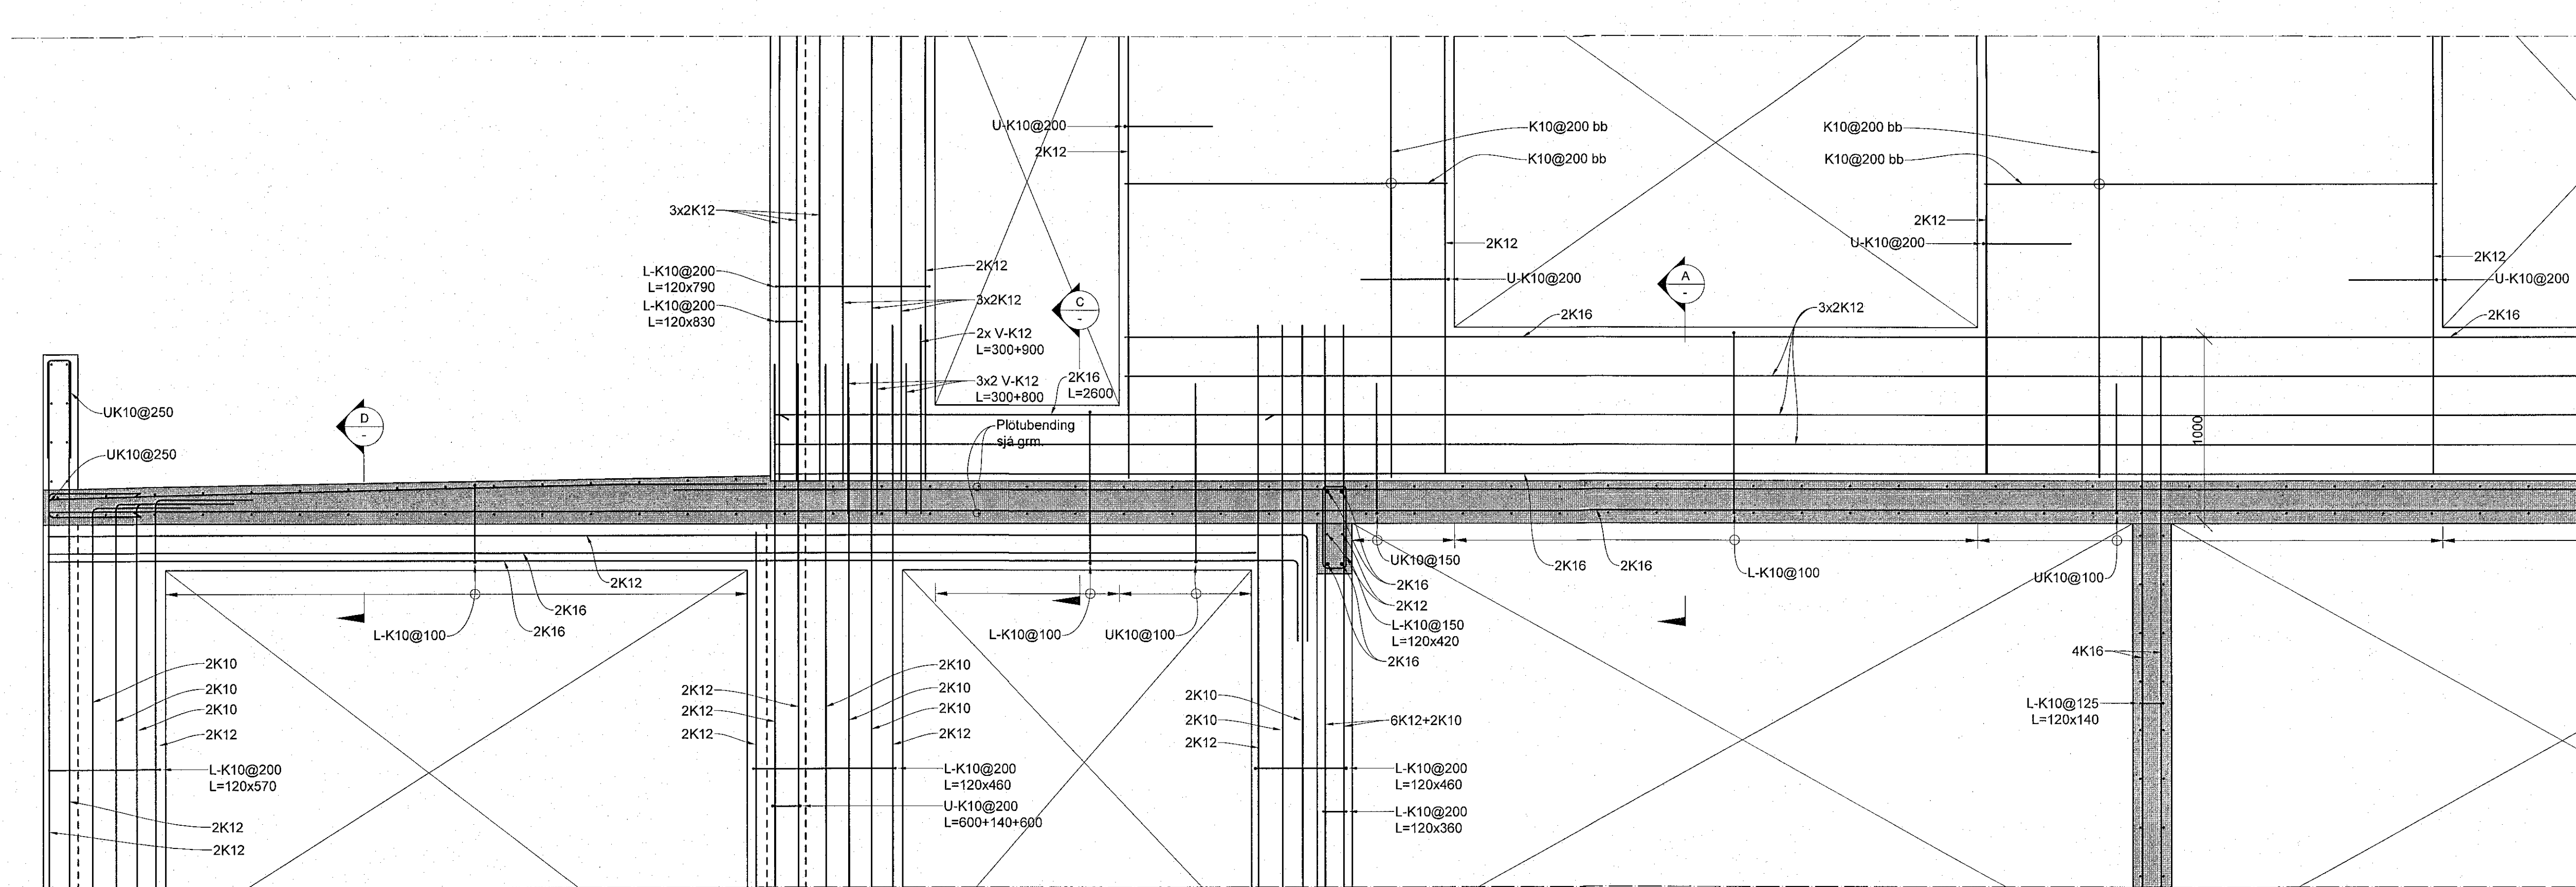 U-K10@200
2K12
K10@200 bb
K10@200 bb
K10@200 bb
K10@200 bb
3x2K12
2K12
2K12
U-K10@200
2K12
2K12
L-K10@200
L=120x790
L-K10@200
L=120x830
3x2K12
C
-
A
-
U-K10@200
U-K10@200
2x V-K12
L=300+900
2K16
3x2K12
2K16
3x2 V-K12
L=300+800
2K16
L=2600
UK10@250
D
-
Plötubending
sjá grm.
1000
UK10@250
2K12
2K16
2K16
L-K10@100
L-K10@100
UK10@100
UK10@150
2K16
2K12
L-K10@150
L=120x420
2K16
2K16
2K16
L-K10@100
UK10@100
4K16
L-K10@125
L=120x140
2K10
2K10
2K10
2K12
L-K10@200
L=120x570
2K12
2K12
2K12
2K12
2K12
2K10
2K10
2K10
2K12
L-K10@200
L=120x460
U-K10@200
L=600+140+600
2K10
2K10
2K12
6K12+2K10
L-K10@200
L=120x460
L-K10@200
L=120x360